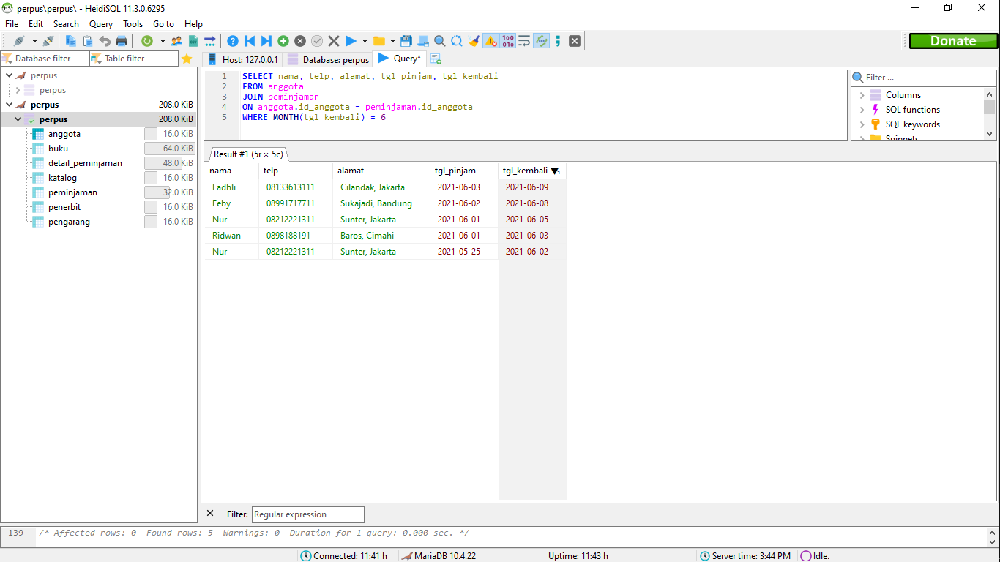 HS perpus\perpus\ - HeidiSQL 11.3.0.6295
File Edit Search Query Tools Go to Help
Donate
Database filter Table filter
Host: 127.0.0.1 Database: perpus Query*
perpus
perpus
perpus 208.0 KiB
perpus 208.0 KiB
anggota 16.0 KiB
buku 64.0 KiB
detail_peminjaman 48.0 KiB
katalog 16.0 KiB
peminjaman 32.0 KiB
penerbit 16.0 KiB
pengarang 16.0 KiB
1 SELECT nama, telp, alamat, tgl_pinjam, tgl_kembali
2 FROM anggota
3 JOIN peminjaman
4 ON anggota.id_anggota = peminjaman.id_anggota
5 WHERE MONTH(tgl_kembali) = 6
Filter ...
Columns
SQL functions
SQL keywords
Snippets
Result #1 (5r × 5c)
nama telp alamat tgl_pinjam tgl_kembali 1
Fadhli 08133613111 Cilandak, Jakarta 2021-06-03 2021-06-09
Feby 08991717711 Sukajadi, Bandung 2021-06-02 2021-06-08
Nur 08212221311 Sunter, Jakarta 2021-06-01 2021-06-05
Ridwan 0898188191 Baros, Cimahi 2021-06-01 2021-06-03
Nur 08212221311 Sunter, Jakarta 2021-05-25 2021-06-02
Filter: Regular expression
139 /* Affected rows: 0 Found rows: 5 Warnings: 0 Duration for 1 query: 0.000 sec. */
Connected: 11:41 h MariaDB 10.4.22 Uptime: 11:43 h Server time: 3:44 PM Idle.